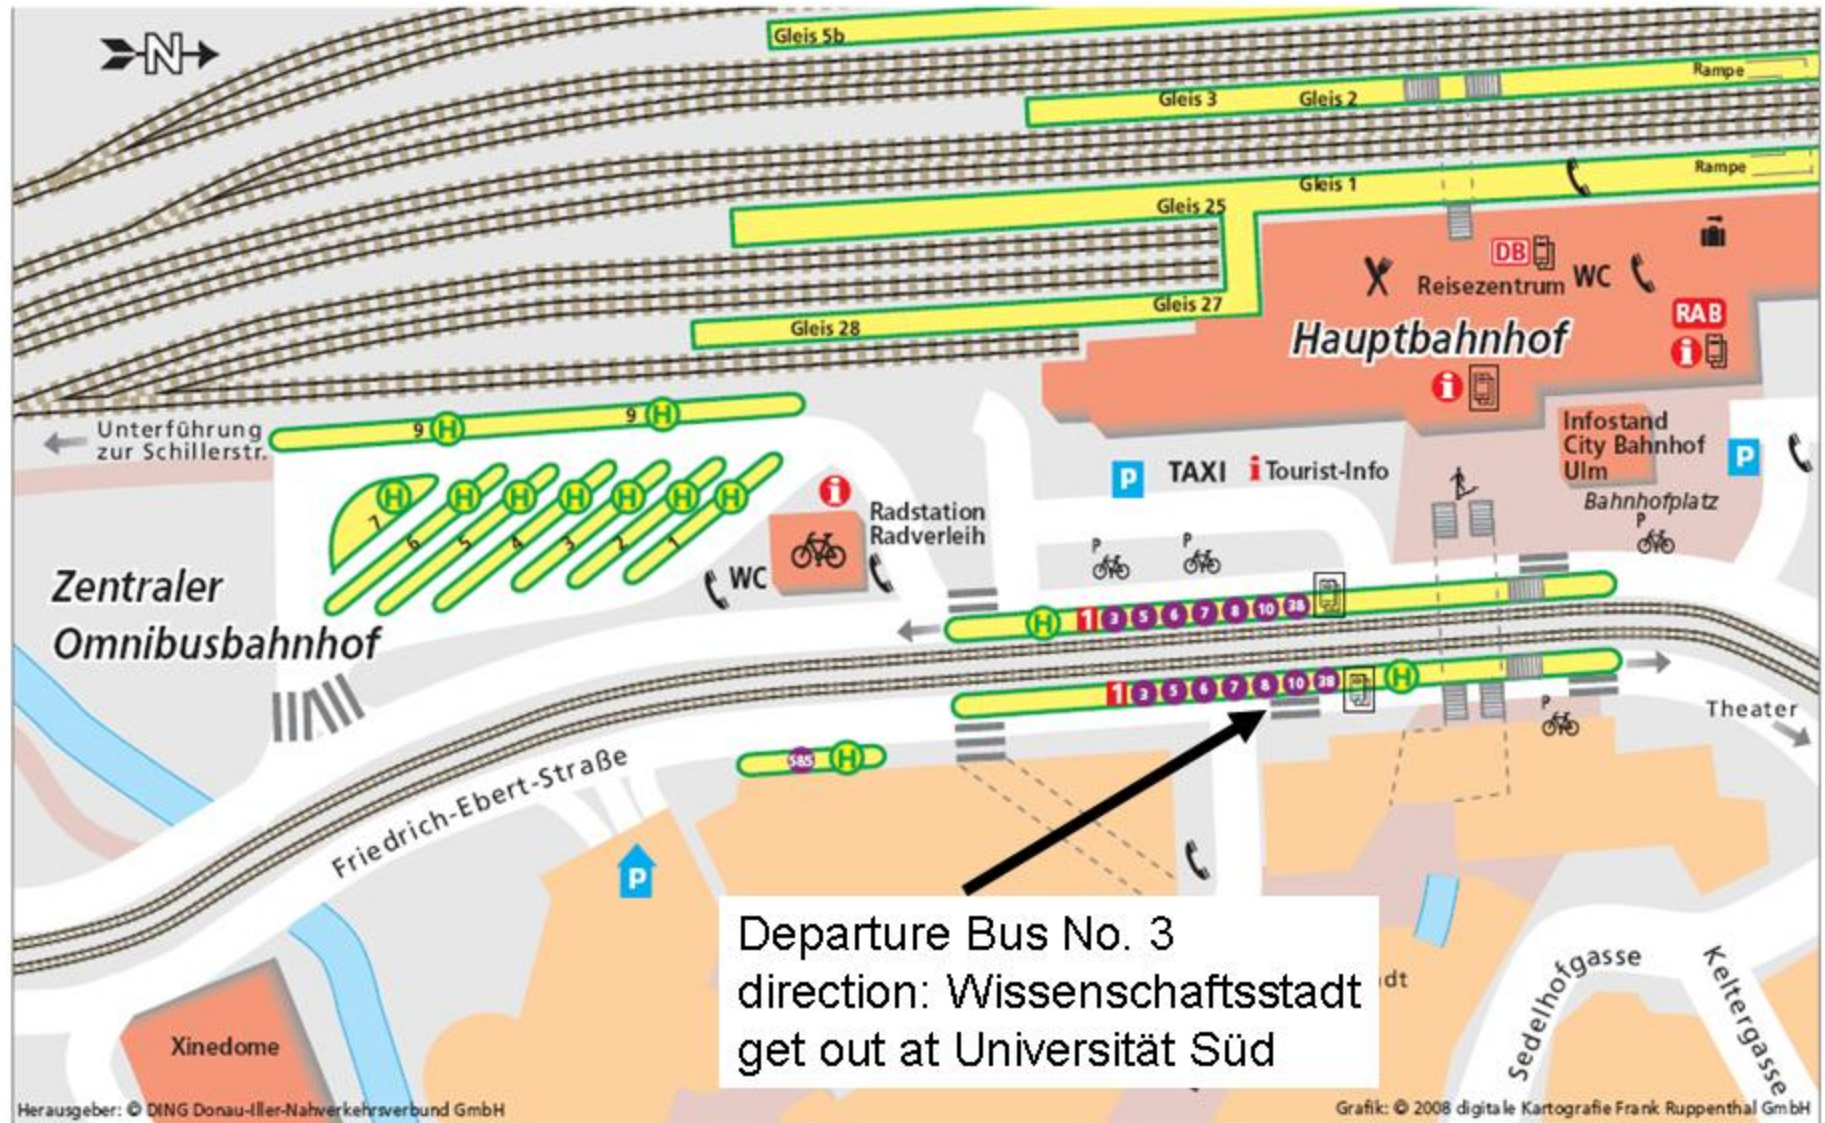 N
Gleis 5b
Gleis 3 Gleis 2
Rampe
Gleis 1
Rampe
Gleis 25
Gleis 27
Gleis 28
DB
Reisezentrum WC
Hauptbahnhof
RAB
i
i
Unterführung
zur Schillerstr.
9 H 9 H
H H H H H H H
7 6 5 4 3 2 1
i
Radstation
Radverleih
WC
P TAXI i Tourist-Info
Infostand
City Bahnhof
Ulm
P
Bahnhofplatz
P
P
P
Zentraler
Omnibusbahnhof
H 1 3 5 6 7 8 10 38
1 3 5 6 7 8 10 38 H
P
Theater
S85 H
Friedrich-Ebert-Straße
P
Departure Bus No. 3
direction: Wissenschaftsstadt
get out at Universität Süd
dt
Sedelhofgasse
Keltergasse
Xinedome
Herausgeber: © DING Donau-Iller-Nahverkehrsverbund GmbH
Grafik: © 2008 digitale Kartografie Frank Ruppenthal GmbH